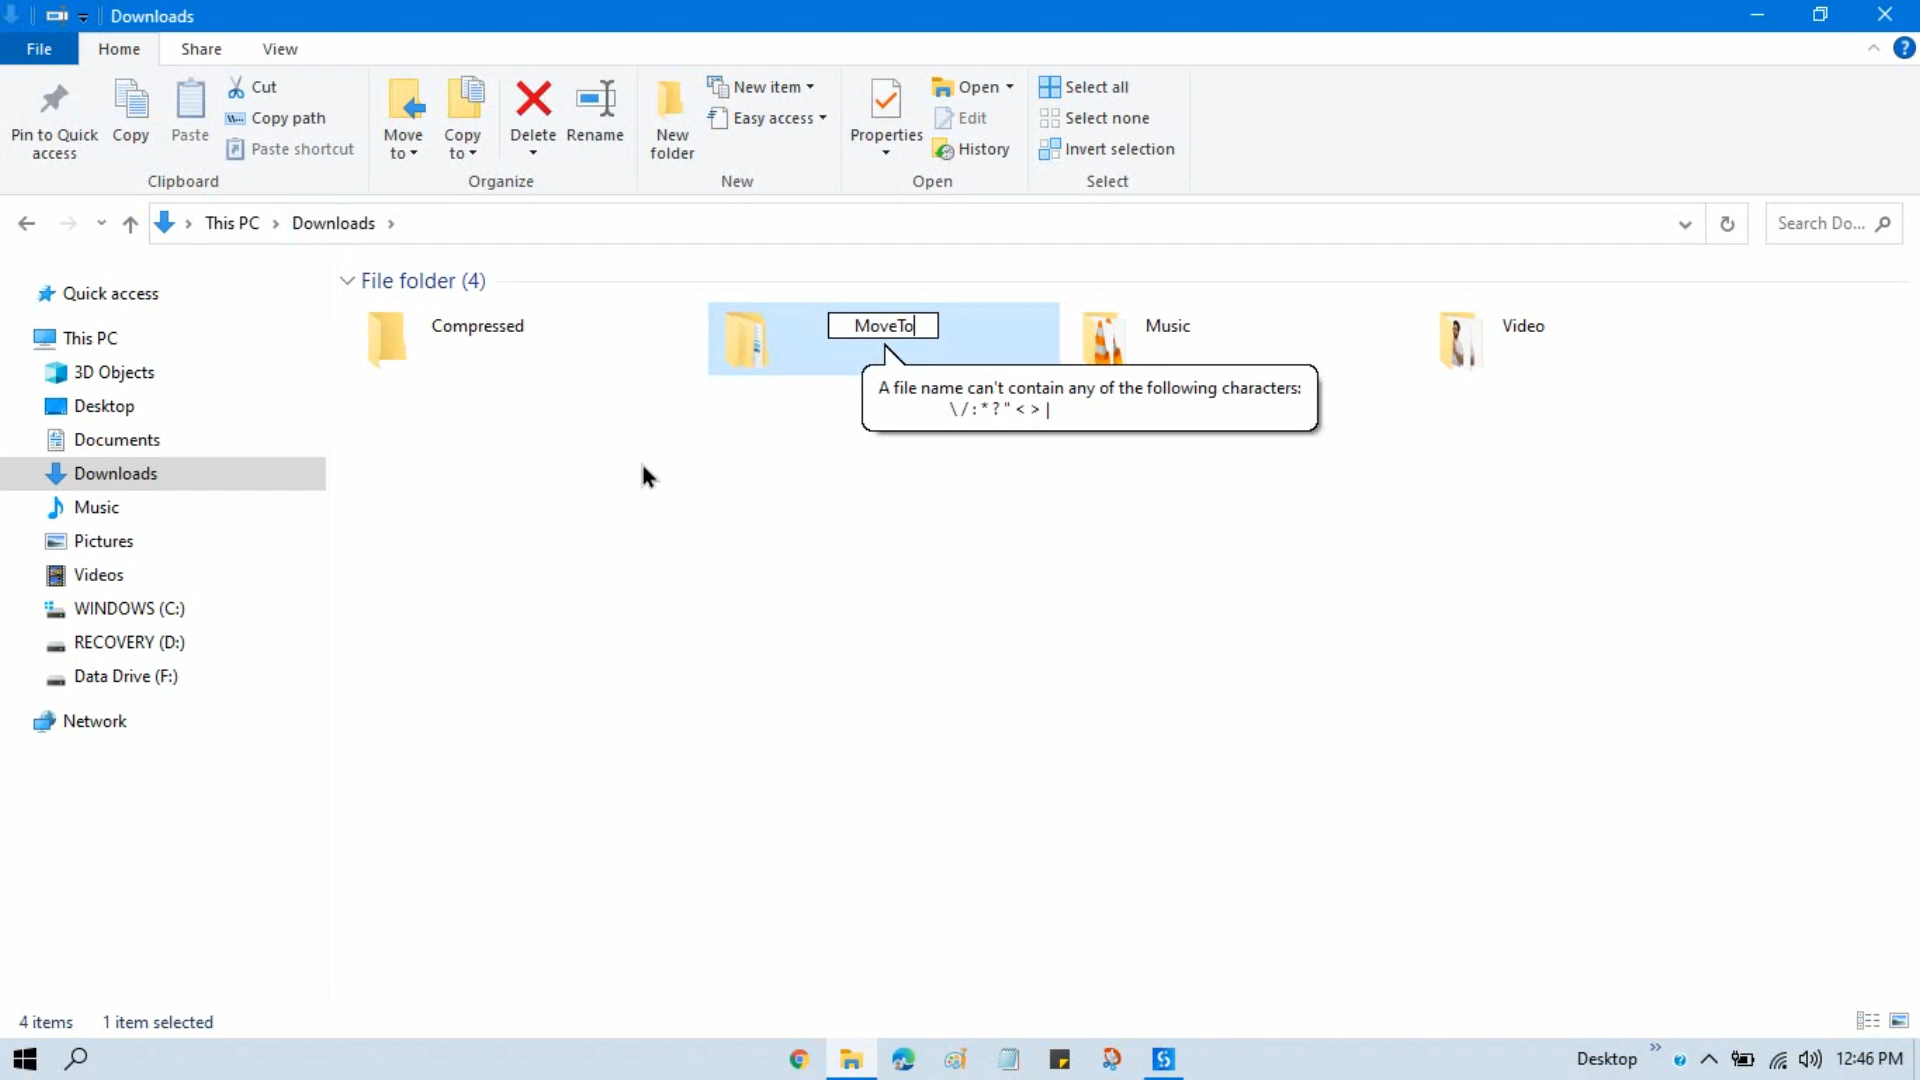 Downloads
File
Home
Share
View
Pin to Quick access
Copy
Paste
Cut
Copy path
Paste shortcut
Clipboard
Move to
Copy to
Delete
Rename
Organize
New folder
New item
Easy access
New
Properties
Open
Edit
History
Open
Select all
Select none
Invert selection
Select
This PC
Downloads
Search Do...
Quick access
This PC
3D Objects
Desktop
Documents
Downloads
Music
Pictures
Videos
WINDOWS (C:)
RECOVERY (D:)
Data Drive (F:)
Network
File folder (4)
Compressed
MoveTo
Music
Video
A file name can't contain any of the following characters:
\ / : * ? " < > |
4 items
1 item selected
Desktop
12:46 PM